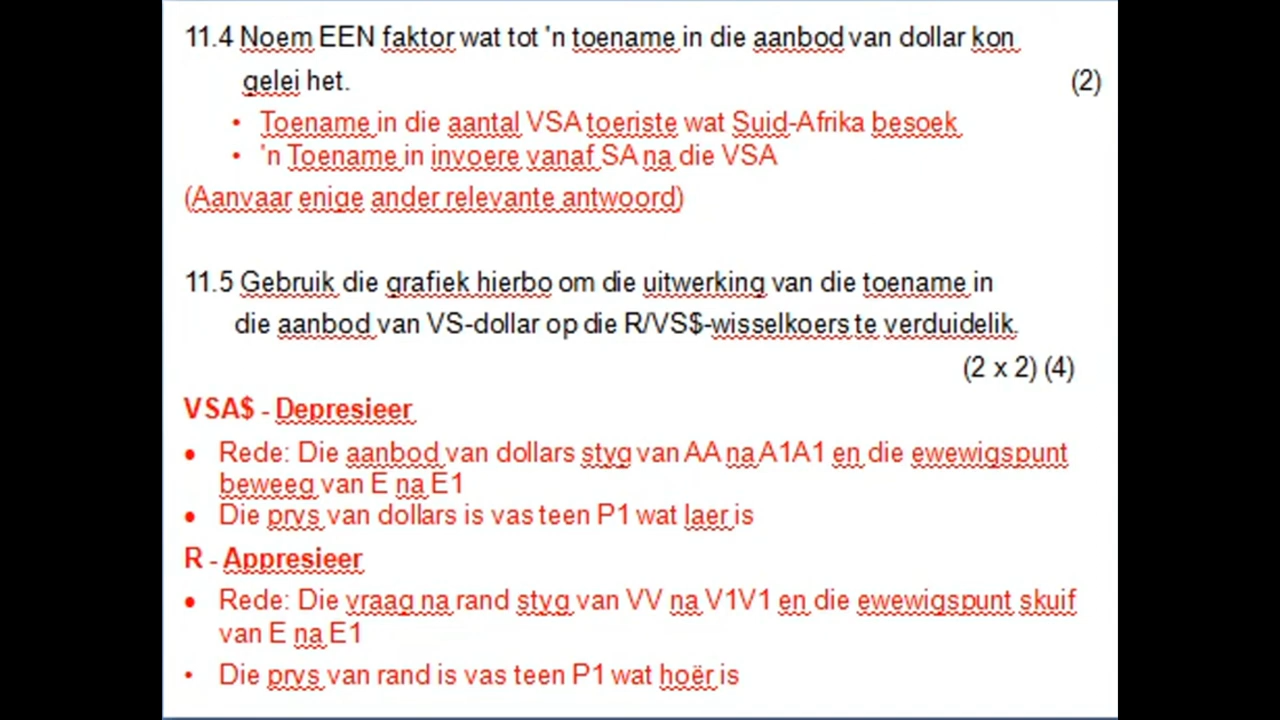 11.4 Noem EEN faktor wat tot 'n toename in die aanbod van dollar kon
gelei het. (2)
• Toename in die aantal VSA toeriste wat Suid-Afrika besoek
• 'n Toename in invoere vanaf SA na die VSA
(Aanvaar enige ander relevante antwoord)
11.5 Gebruik die grafiek hierbo om die uitwerking van die toename in
die aanbod van VS-dollar op die R/VS$-wisselkoers te verduidelik.
(2 x 2) (4)
VSA$ - Depresieer
• Rede: Die aanbod van dollars styg van AA na A1A1 en die ewewigspunt
beweeg van E na E1
• Die prys van dollars is vas teen P1 wat laer is
R - Appresieer
• Rede: Die vraag na rand styg van VV na V1V1 en die ewewigspunt skuif
van E na E1
• Die prys van rand is vas teen P1 wat hoër is